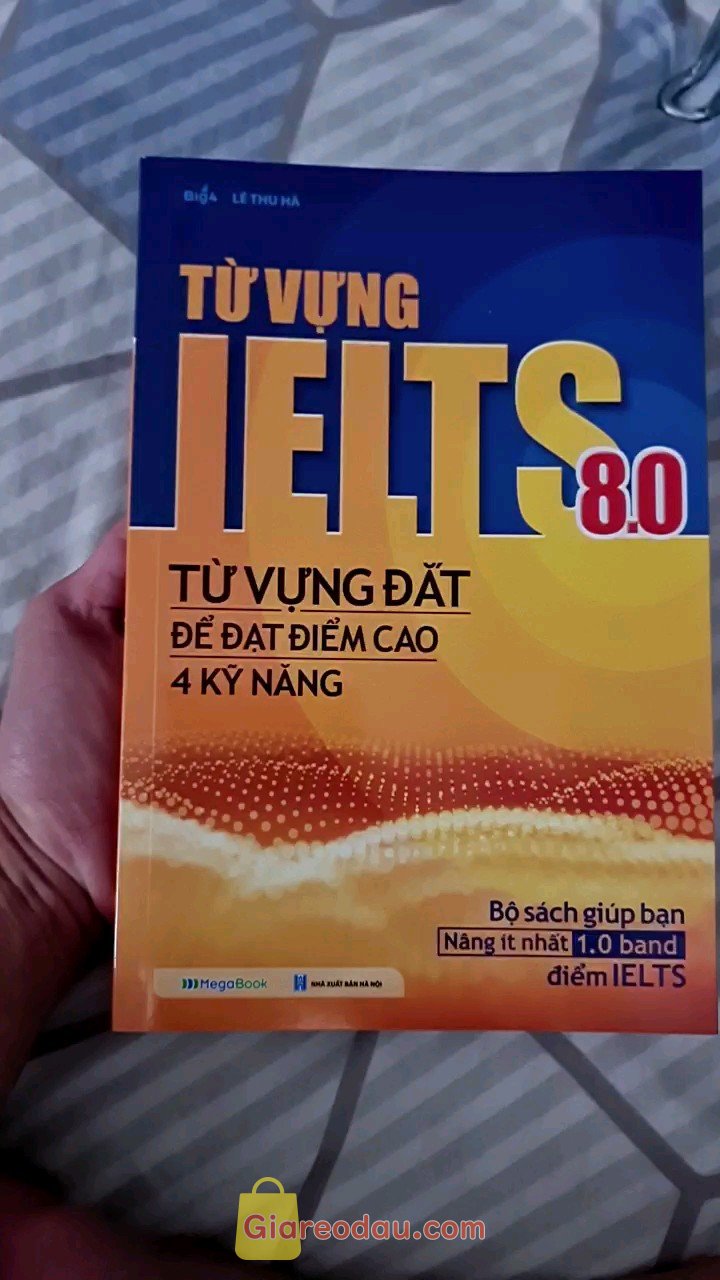 Big4 LÊ THU HÀ
TỪ VỰNG
IELTS 8.0
TỪ VỰNG ĐẮT
ĐỂ ĐẠT ĐIỂM CAO
4 KỸ NĂNG
Bộ sách giúp bạn
Nâng ít nhất 1.0 band
điểm IELTS
MegaBook NHÀ XUẤT BẢN HÀ NỘI
Giareodau.com